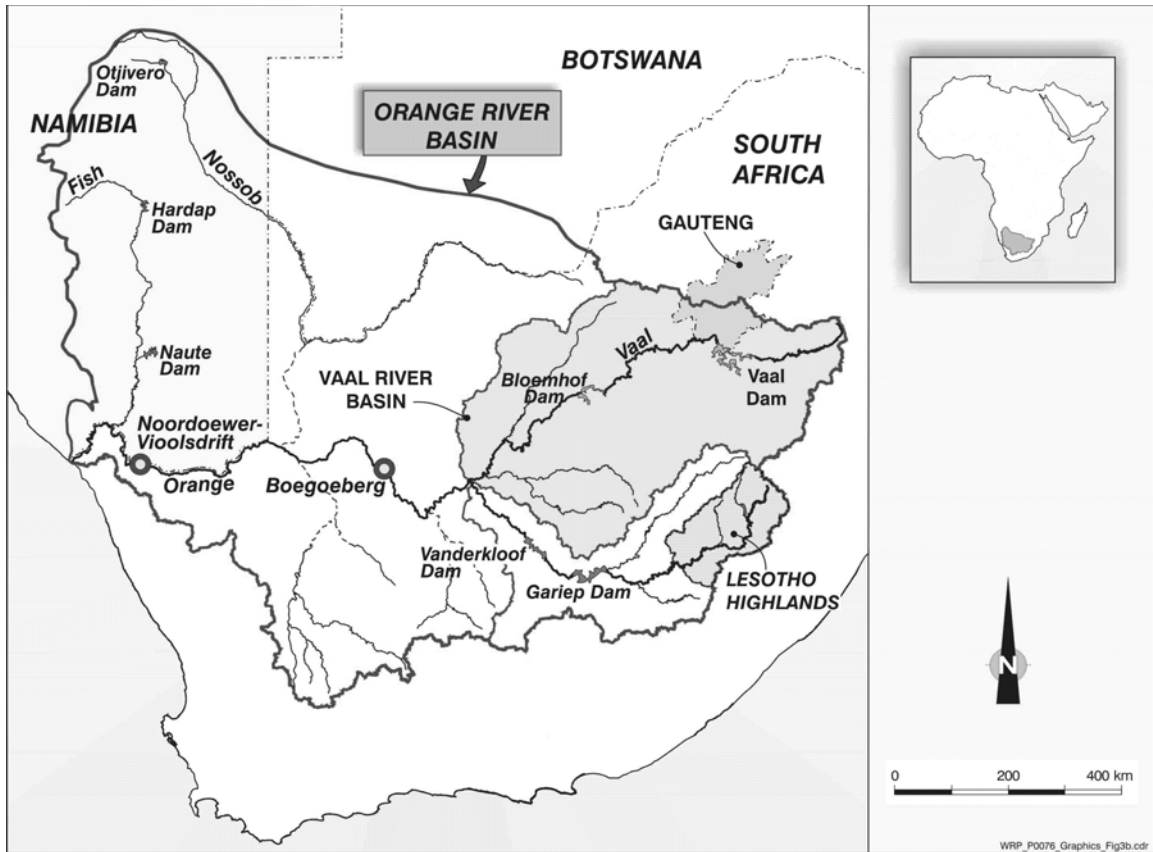 Otjivero
Dam
BOTSWANA
NAMIBIA
ORANGE RIVER
BASIN
SOUTH
AFRICA
Fish
Nossob
Hardap
Dam
GAUTENG
Naute
Dam
Vaal
VAAL RIVER
BASIN
Bloemhof
Dam
Vaal
Dam
Noordoewer-
Vioolsdrift
Orange
Boegoeberg
Vanderkloof
Dam
Gariep Dam
LESOTHO
HIGHLANDS
N
0 200 400 km
WRP_P0076_Graphics_Fig3b.cdr